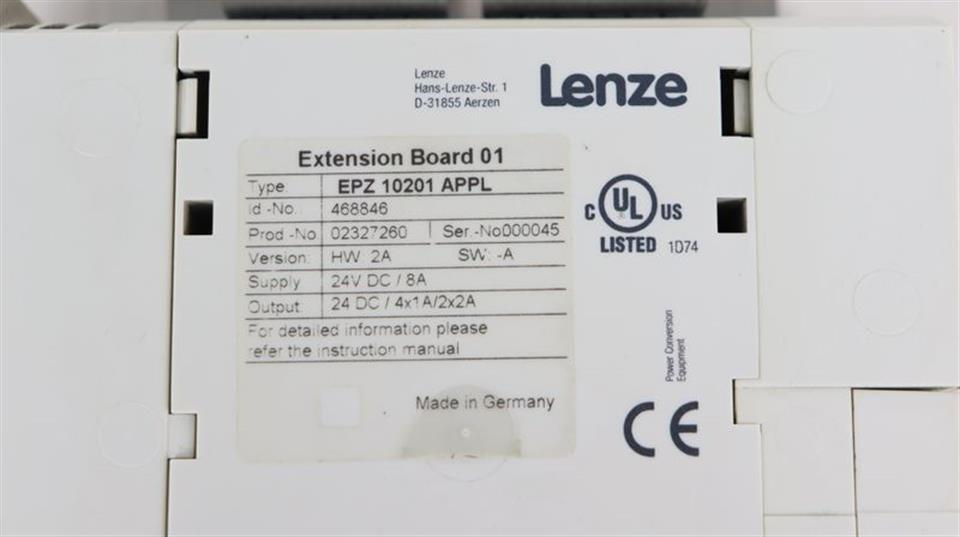 Lenze
Hans-Lenze-Str. 1
D-31855 Aerzen
Lenze
Extension Board 01
Type: EPZ 10201 APPL
Id -No.: 468846
Prod -No 02327260 Ser.-No000045
Version: HW: 2A SW: -A
Supply 24V DC / 8A
Output: 24 DC / 4x1A/2x2A
For detailed information please
refer the instruction manual
Made in Germany
C UL US
LISTED 1D74
Power Conversion
Equipment
CE